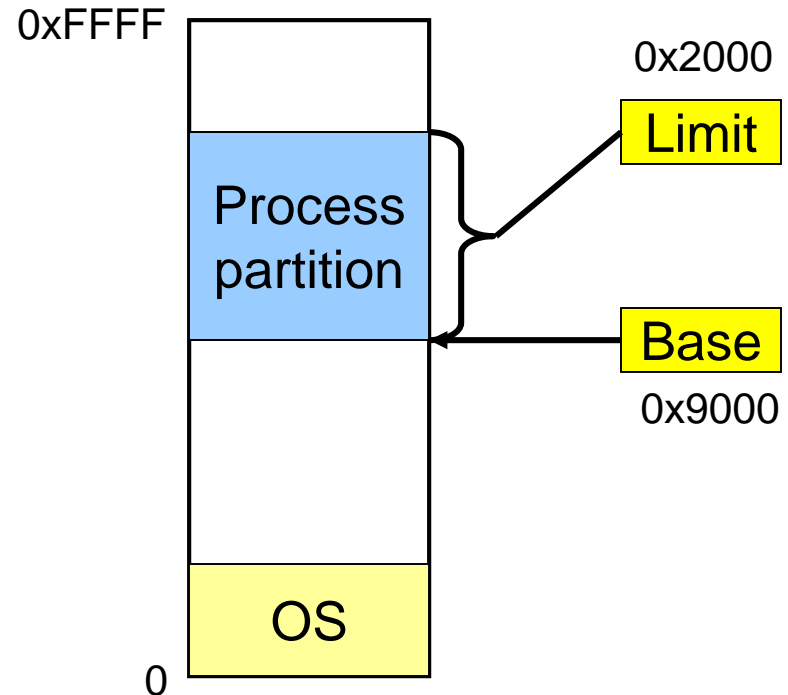 0xFFFF
0x2000
Limit
Process
partition
Base
0x9000
OS
0